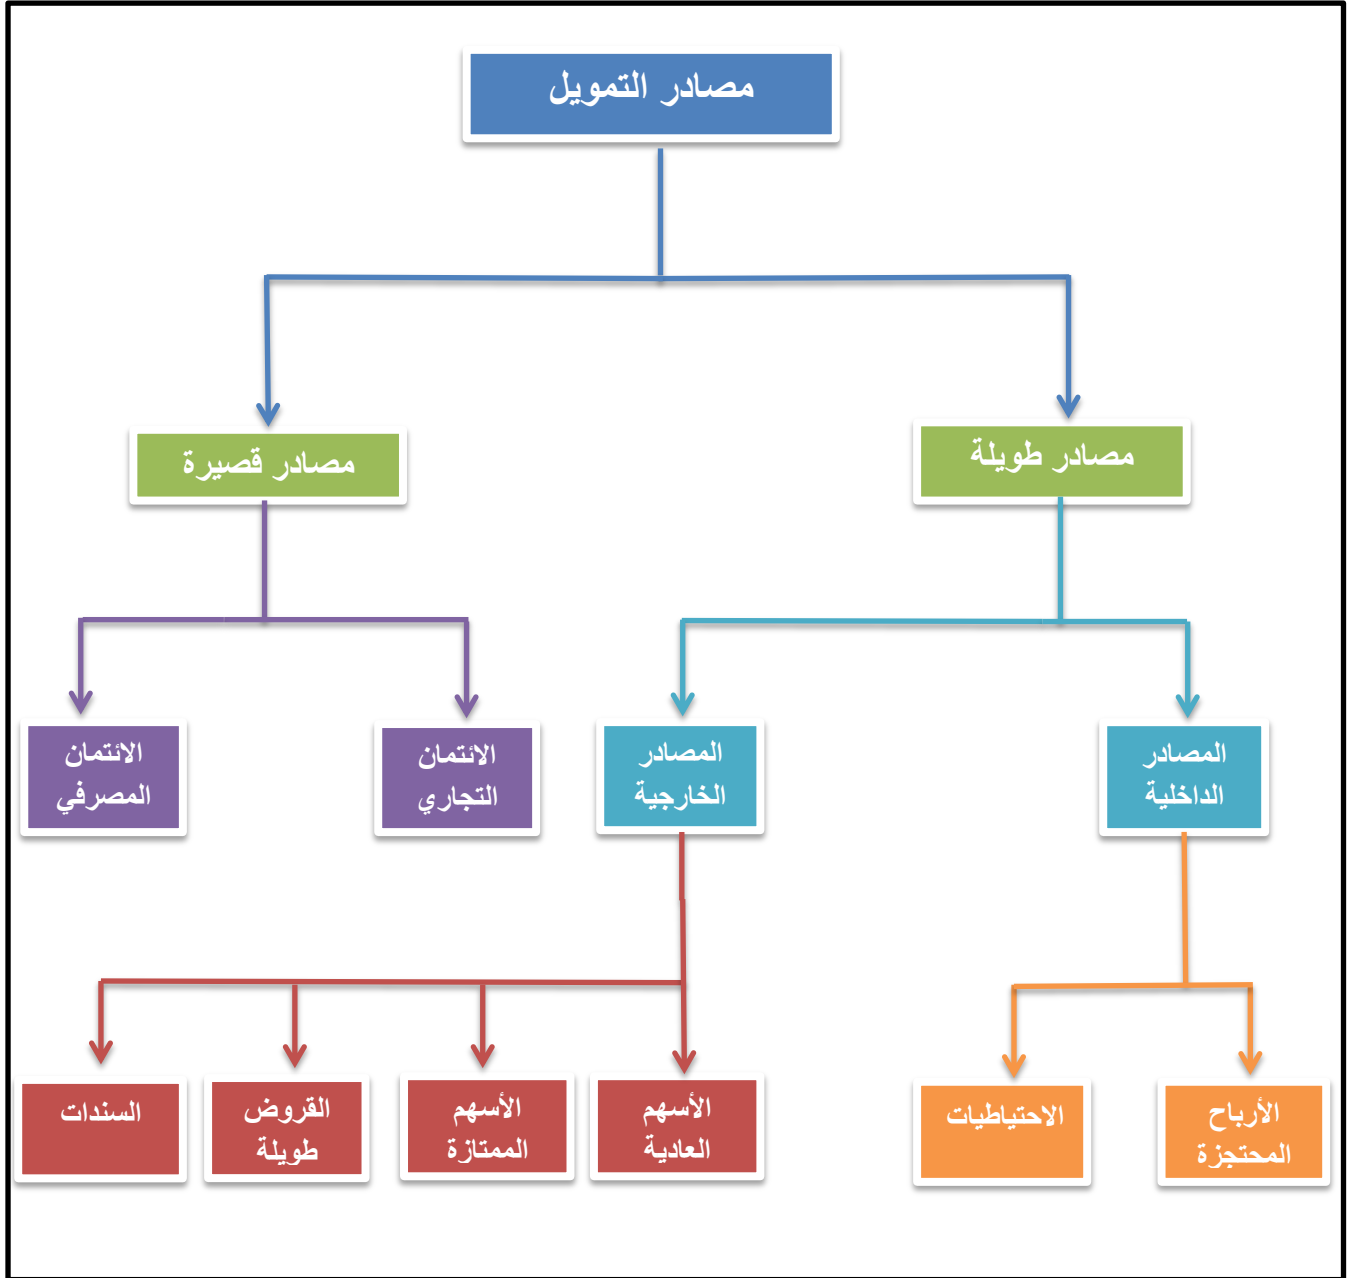 مصادر التمويل
مصادر طويلة
مصادر قصيرة
المصادر
الداخلية
المصادر
الخارجية
الائتمان
التجاري
الائتمان
المصرفي
الأرباح
المحتجزة
الاحتياطيات
الأسهم
العادية
الأسهم
الممتازة
القروض
طويلة
السندات